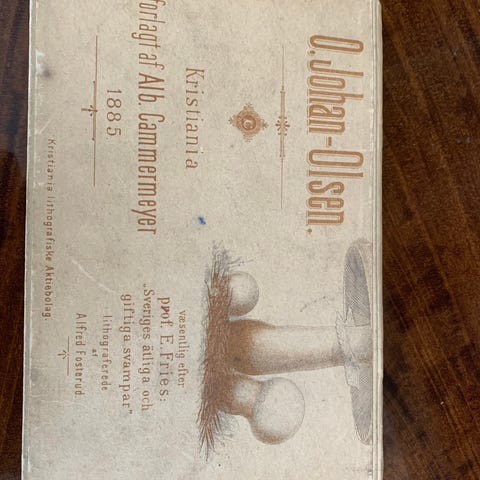 O. Johan-Olsen.
C
Kristiania
forlagt af Alb. Cammermeyer
1885.
væsentlig efter
prof. E. Fries:
„Sveriges ätliga och
giftiga svampar"
lithograferede
af
Alfred Fosterud.
Kristiania lithografiske Aktiebolag.